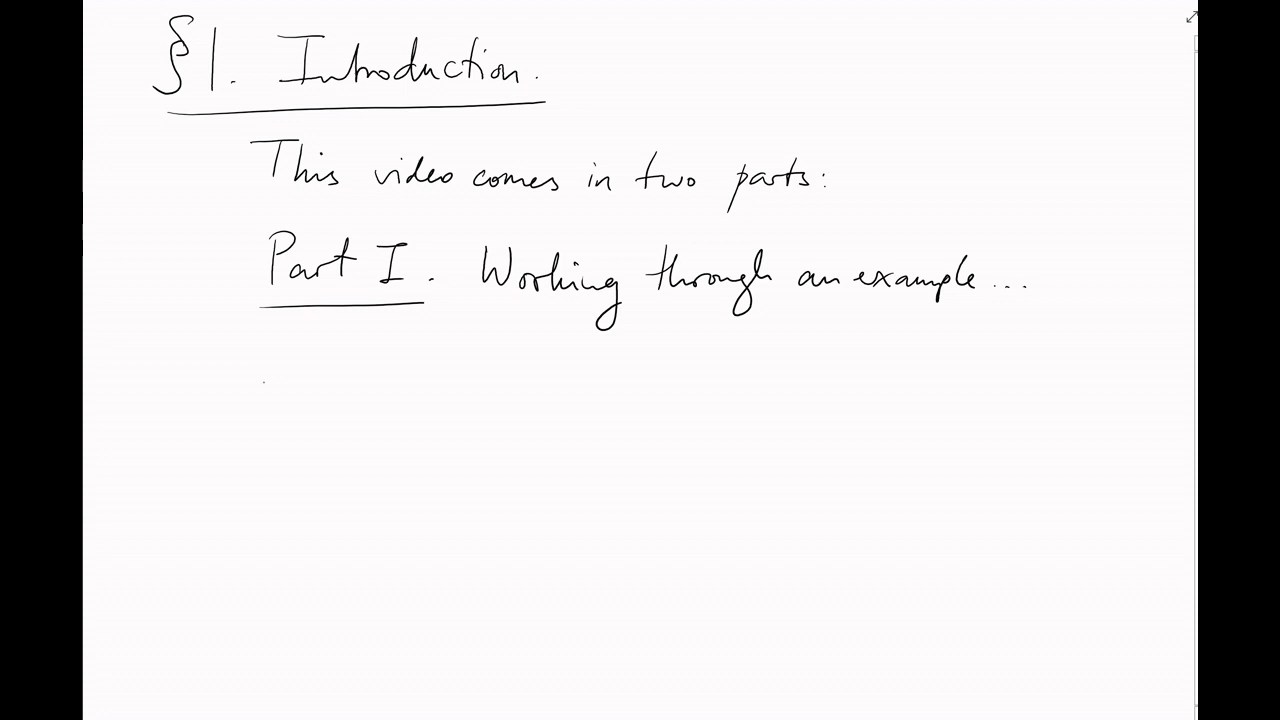 §1. Introduction.
This video comes in two parts:
Part I. Working through an example...